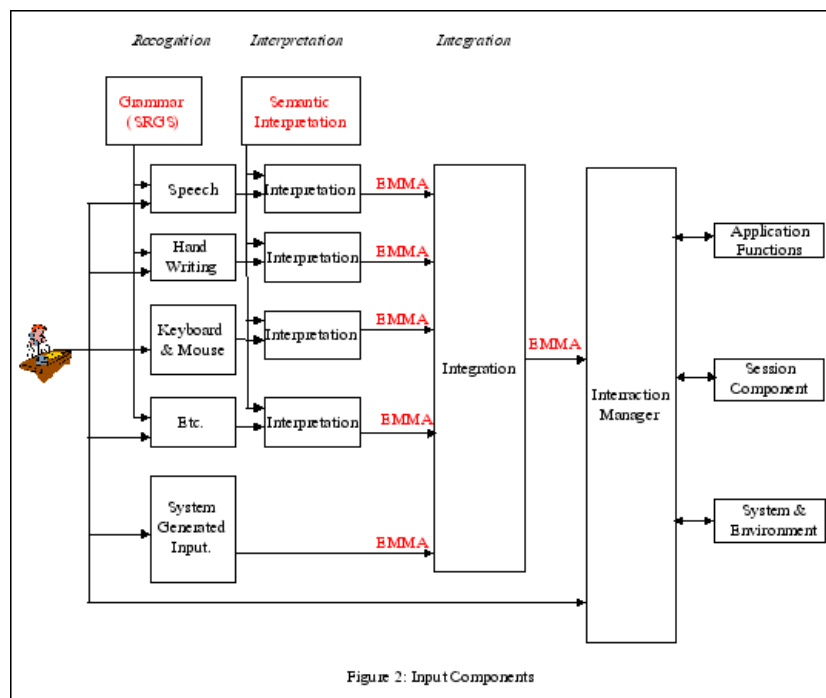 Recognition Interpretation Integration
Grammar
(SRGS)
Semantic
Interpretation
Speech
Interpretation
EMMA
Hand
Writing
Interpretation
EMMA
Keyboard
& Mouse
Interpretation
EMMA
Etc.
Interpretation
EMMA
System
Generated
Input.
EMMA
Integration
EMMA
Interraction
Manager
Application
Functions
Session
Component
System &
Environment
Figure 2: Input Components